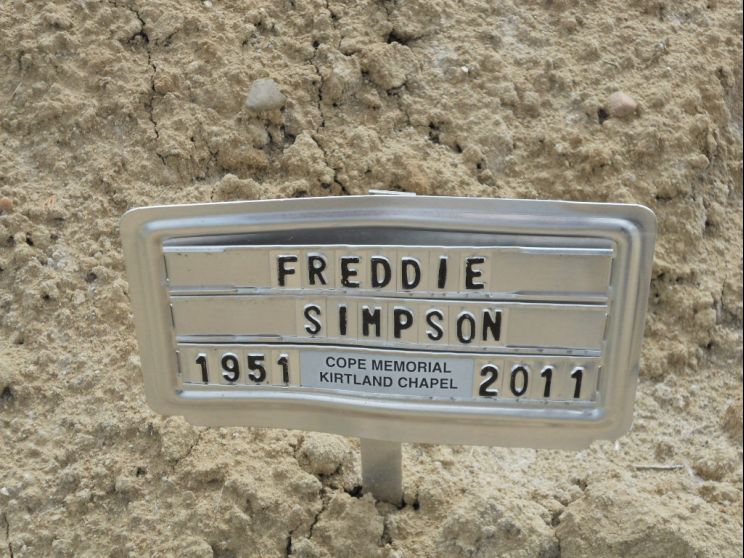 FREDDIE
SIMPSON
1951 COPE MEMORIAL KIRTLAND CHAPEL 2011